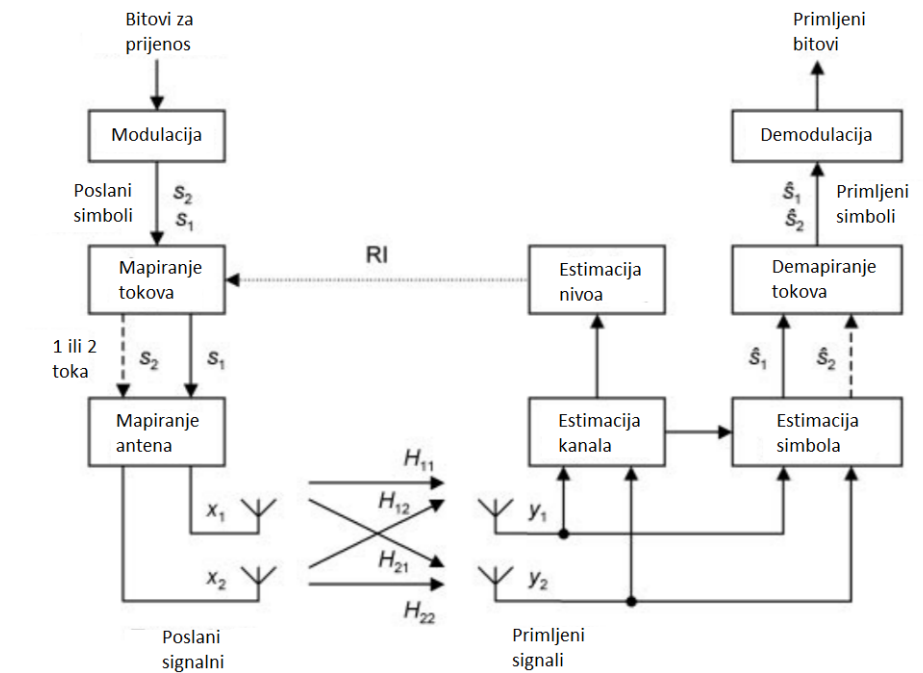 Bitovi za
prijenos
Primljeni
bitovi
Modulacija
Demodulacija
Poslani
simboli
s₂
s₁
ŝ₁
ŝ₂
Primljeni
simboli
Mapiranje
tokova
RI
Estimacija
nivoa
Demapiranje
tokova
1 ili 2
toka
s₂
s₁
ŝ₁
ŝ₂
Mapiranje
antena
Estimacija
kanala
Estimacija
simbola
H₁₁
H₁₂
x₁
y₁
H₂₁
x₂
y₂
H₂₂
Poslani
signalni
Primljeni
signali